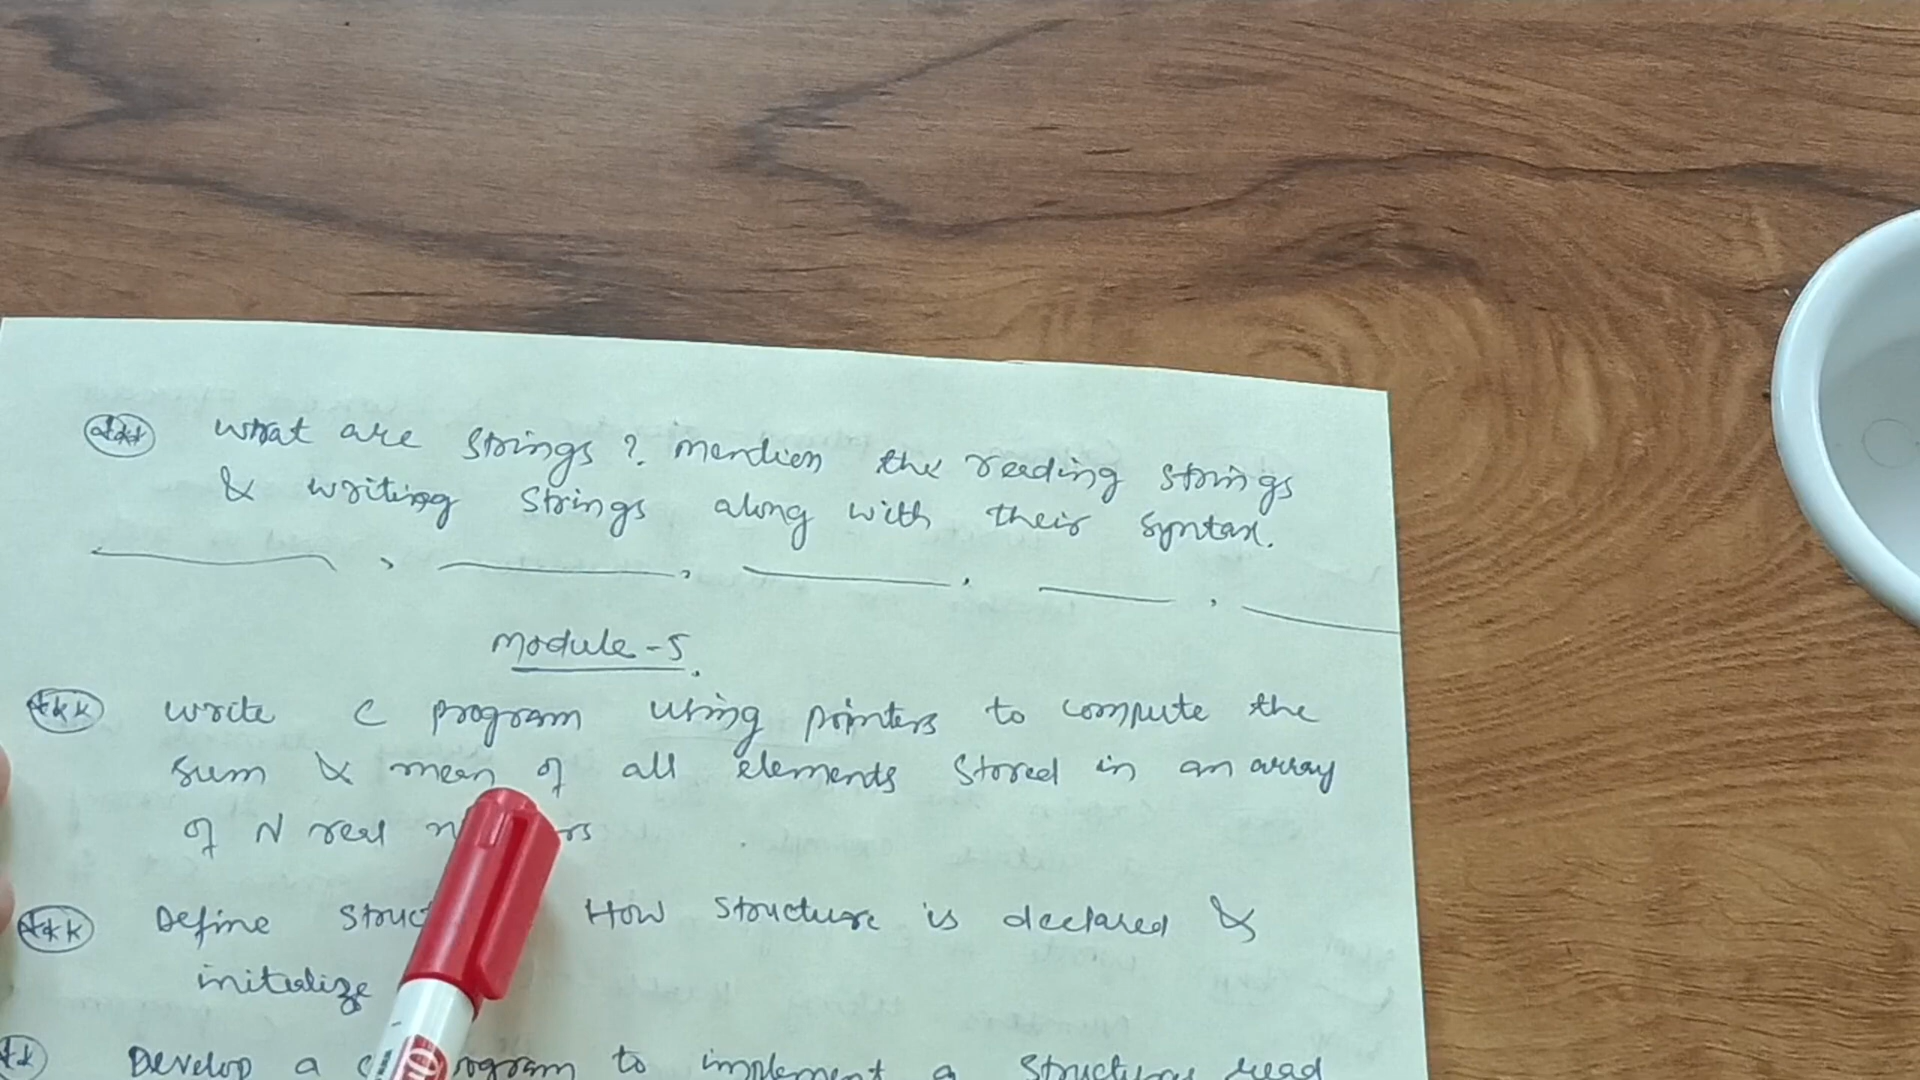 *** what are strings? mention the reading strings
& writing strings along with their syntax.
Module-5.
*** write C program using pointers to compute the
sum & mean of all elements stored in an array
of N real
*** Define How structure is declared &
initialize
** Develop a to implement a structures read